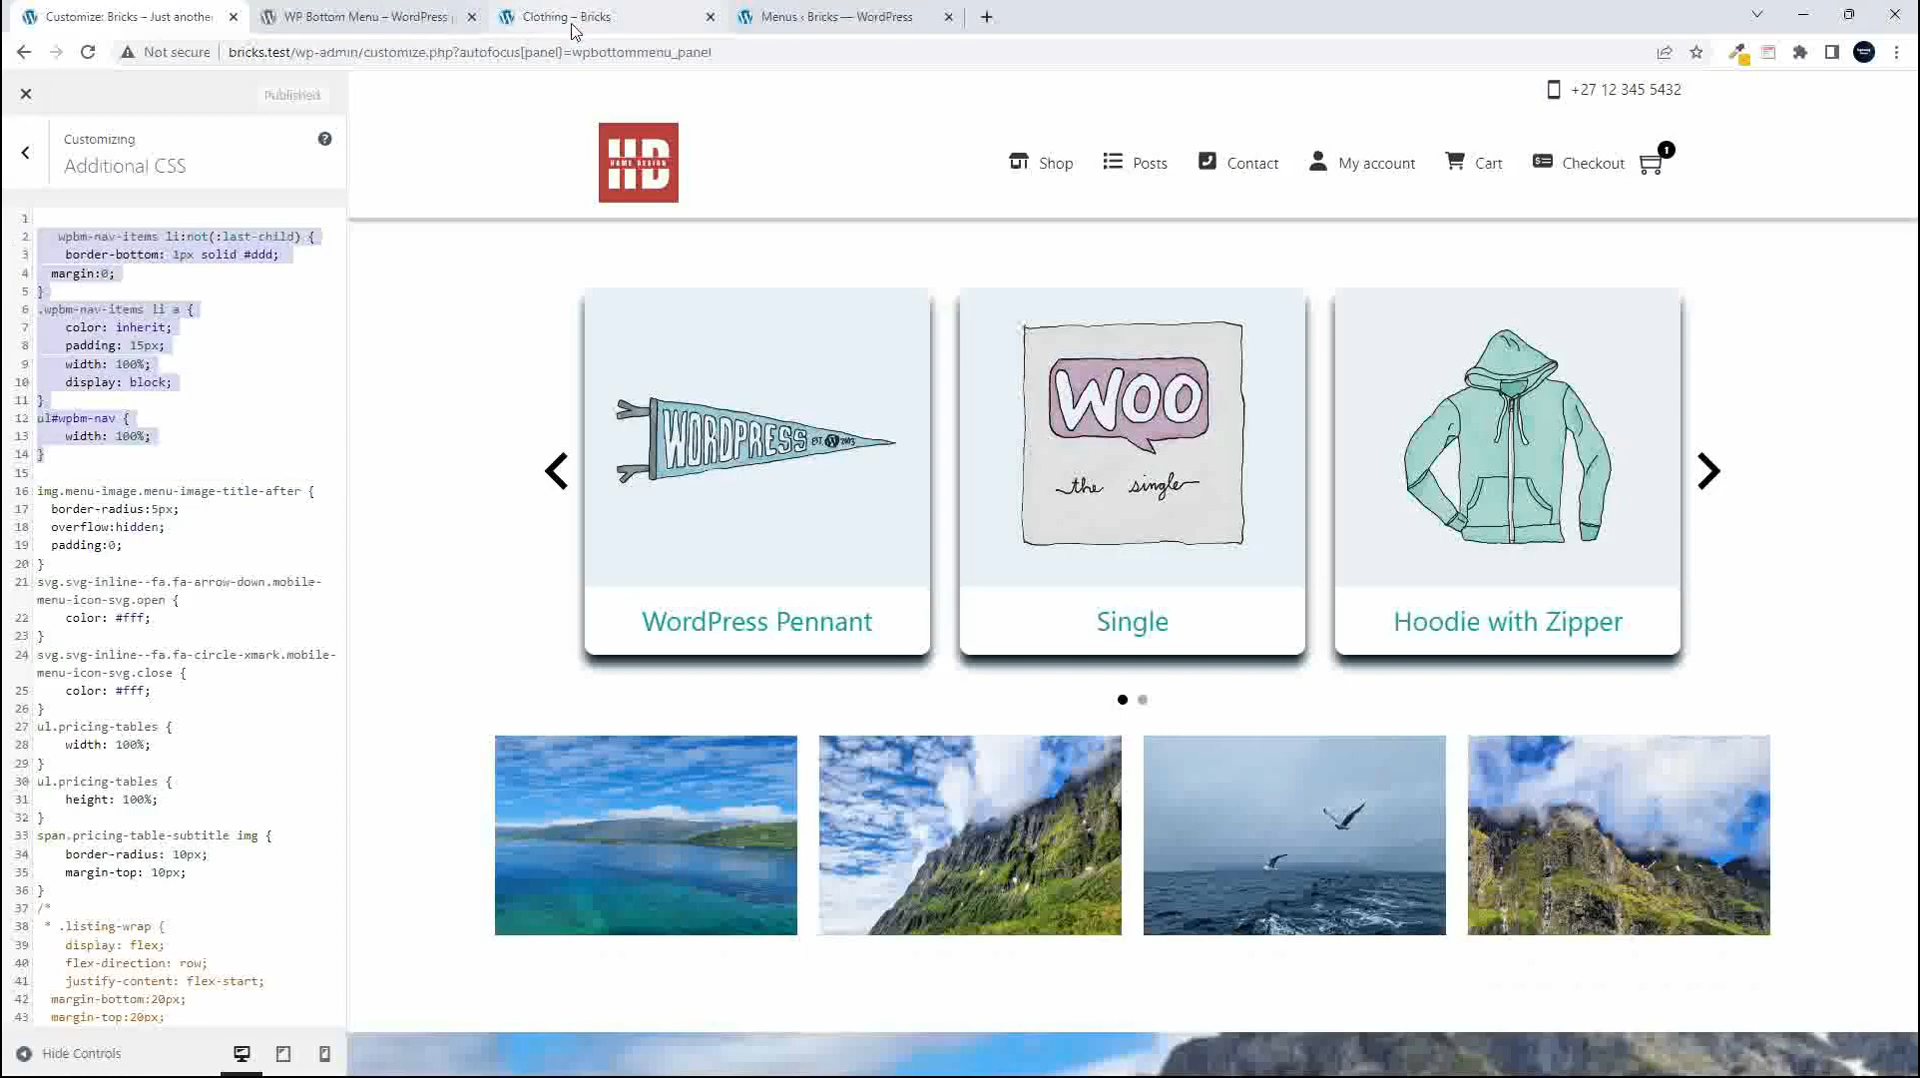 Customize: Bricks – Just anothe
WP Bottom Menu – WordPress
Clothing – Bricks
Menus ‹ Bricks — WordPress
Not secure
bricks.test/wp-admin/customize.php?autofocus[panel]=wpbottommenu_panel
Published
Customizing
Additional CSS
1
2 wpbm-nav-items li:not(:last-child) {
3 border-bottom: 1px solid #ddd;
4 margin:0;
5 }
6 .wpbm-nav-items li a {
7 color: inherit;
8 padding: 15px;
9 width: 100%;
10 display: block;
11 }
12 ul#wpbm-nav {
13 width: 100%;
14 }
15
16 img.menu-image.menu-image-title-after {
17 border-radius:5px;
18 overflow:hidden;
19 padding:0;
20 }
21 svg.svg-inline--fa.fa-arrow-down.mobile-
menu-icon-svg.open {
22 color: #fff;
23 }
24 svg.svg-inline--fa.fa-circle-xmark.mobile-
menu-icon-svg.close {
25 color: #fff;
26 }
27 ul.pricing-tables {
28 width: 100%;
29 }
30 ul.pricing-tables {
31 height: 100%;
32 }
33 span.pricing-table-subtitle img {
34 border-radius: 10px;
35 margin-top: 10px;
36 }
37 /*
38 * .listing-wrap {
39 display: flex;
40 flex-direction: row;
41 justify-content: flex-start;
42 margin-bottom:20px;
43 margin-top:20px;
Hide Controls
+27 12 345 5432
HD
HOME DESIGN
Shop
Posts
Contact
My account
Cart
Checkout
1
WORDPRESS EST. 2003
WOO
the single
WordPress Pennant
Single
Hoodie with Zipper